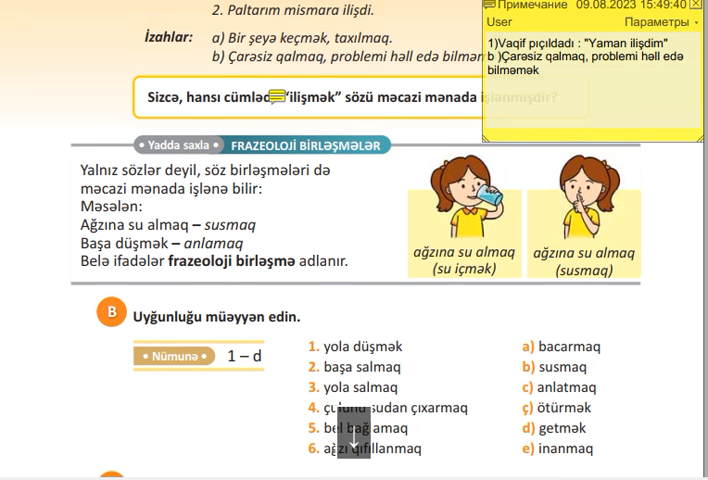 2. Paltarım mismara ilişdi.
İzahlar: a) Bir şeyə keçmək, taxılmaq.
b) Çarəsiz qalmaq, problemi həll edə bilməmə
Примечание 09.08.2023 15:49:40
User Параметры
1)Vaqif pıçıldadı : "Yaman ilişdim"
b )Çarəsiz qalmaq, problemi həll edə
bilməmək
Sizcə, hansı cümlədə “ilişmək” sözü məcazi mənada işlənmişdir?
• Yadda saxla • FRAZEOLOJİ BİRLƏŞMƏLƏR
Yalnız sözlər deyil, söz birləşmələri də
məcazi mənada işlənə bilir:
Məsələn:
Ağzına su almaq – susmaq
Başa düşmək – anlamaq
Belə ifadələr frazeoloji birləşmə adlanır.
ağzına su almaq
(su içmək)
ağzına su almaq
(susmaq)
B Uyğunluğu müəyyən edin.
• Nümunə • 1 – d
1. yola düşmək
2. başa salmaq
3. yola salmaq
4. çulunu sudan çıxarmaq
5. bel bağlamaq
6. ağzı qıfıllanmaq
a) bacarmaq
b) susmaq
c) anlatmaq
ç) ötürmək
d) getmək
e) inanmaq